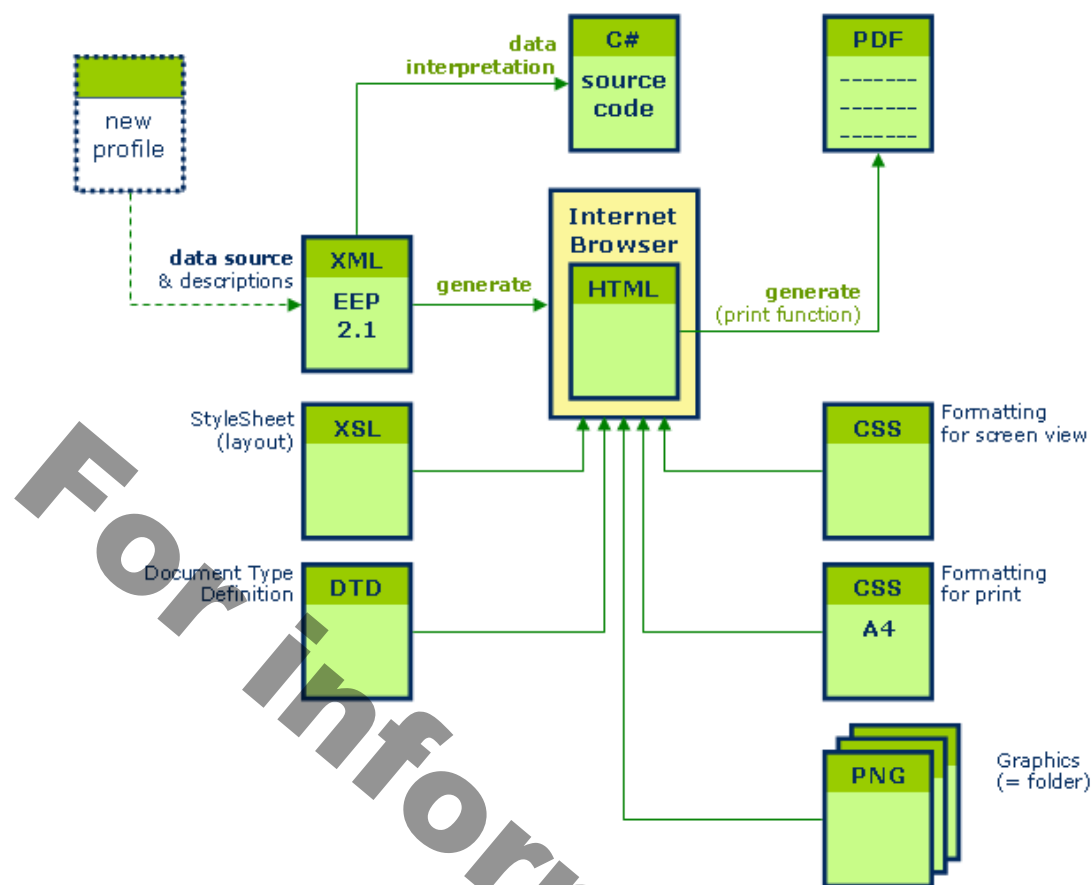 C#
source
code
PDF
-------
-------
-------
data
interpretation
new
profile
Internet
Browser
HTML
data source
& descriptions
XML
EEP
2.1
generate
generate
(print function)
StyleSheet
(layout)
XSL
CSS
Formatting
for screen view
Document Type
Definition
DTD
CSS
A4
Formatting
for print
PNG
Graphics
(= folder)
For inform